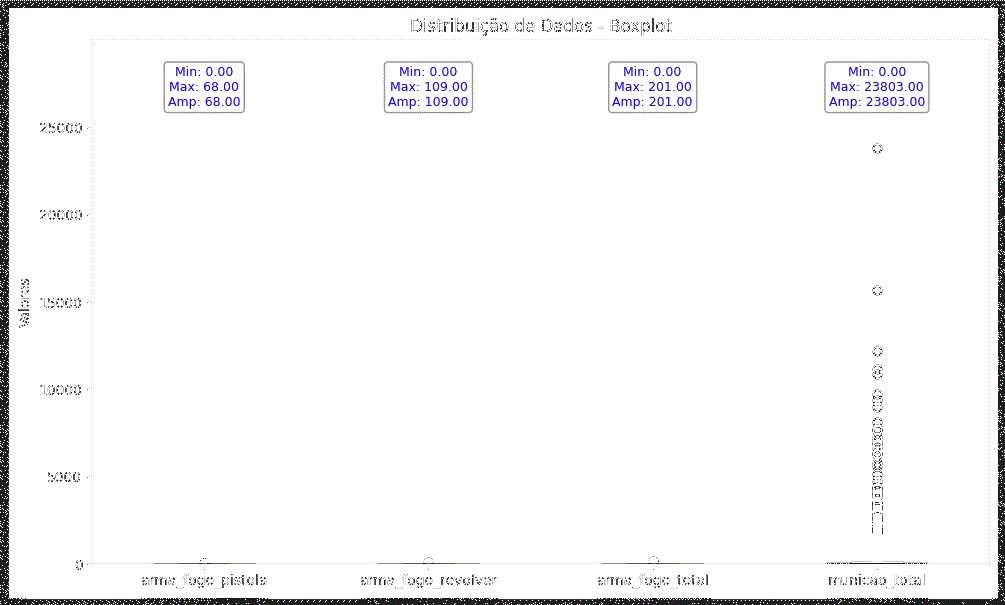 Distribuição de Dados - Boxplot
Min: 0.00
Max: 68.00
Amp: 68.00
Min: 0.00
Max: 109.00
Amp: 109.00
Min: 0.00
Max: 201.00
Amp: 201.00
Min: 0.00
Max: 23803.00
Amp: 23803.00
Valores
25000
20000
15000
10000
5000
0
arma_fogo_pistola
arma_fogo_revolver
arma_fogo_total
municao_total